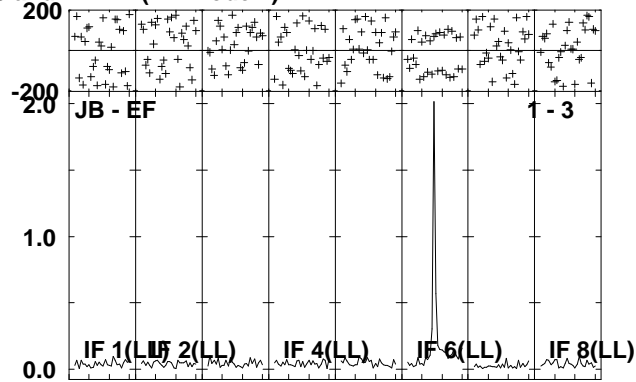 200
-200
2.0
JB - EF 1 - 3
1.0
IF 1(LL) IF 2(LL) IF 4(LL) IF 6(LL) IF 8(LL)
0.0